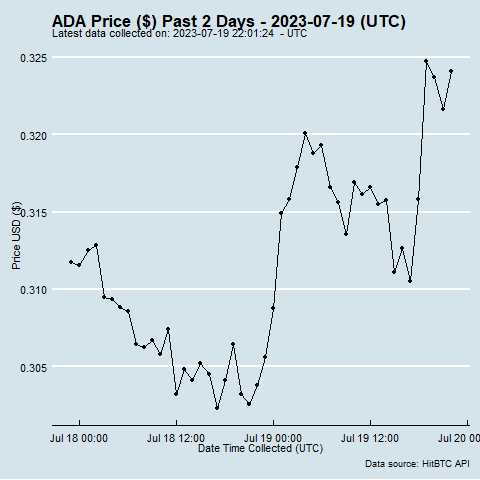 ADA Price ($) Past 2 Days - 2023-07-19 (UTC)
Latest data collected on: 2023-07-19 22:01:24  - UTC
0.325
0.320
0.315
0.310
0.305
Price USD ($)
Jul 18 00:00
Jul 18 12:00
Jul 19 00:00
Jul 19 12:00
Jul 20 00
Date Time Collected (UTC)
Data source: HitBTC API